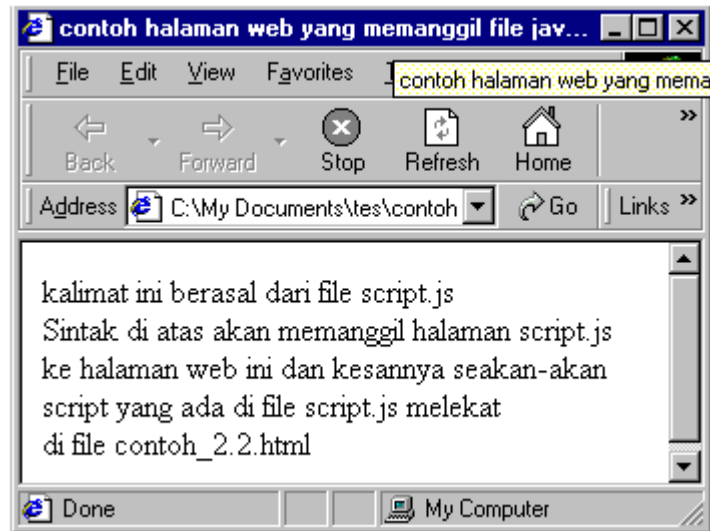 contoh halaman web yang memanggil file jav...
File Edit View Favorites
contoh halaman web yang mema
Back Forward Stop Refresh Home »
Address C:\My Documents\tes\contoh Go Links »
kalimat ini berasal dari file script.js
Sintak di atas akan memanggil halaman script.js
ke halaman web ini dan kesannya seakan-akan
script yang ada di file script.js melekat
di file contoh_2.2.html
Done My Computer